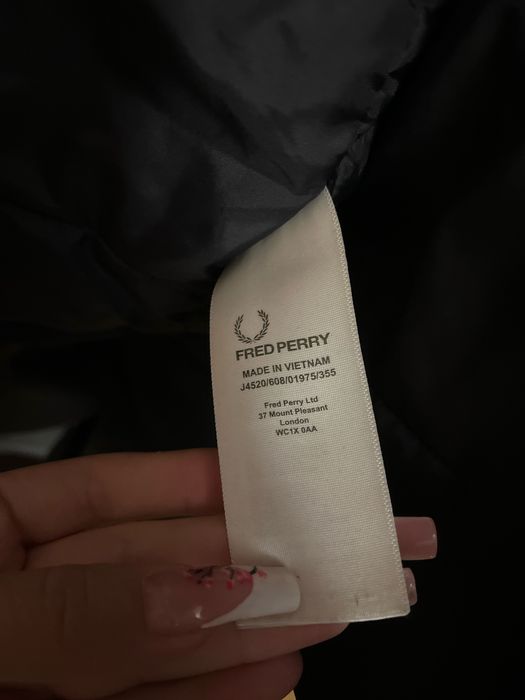 FRED PERRY
MADE IN VIETNAM
J4520/608/01975/355
Fred Perry Ltd
37 Mount Pleasant
London
WC1X 0AA